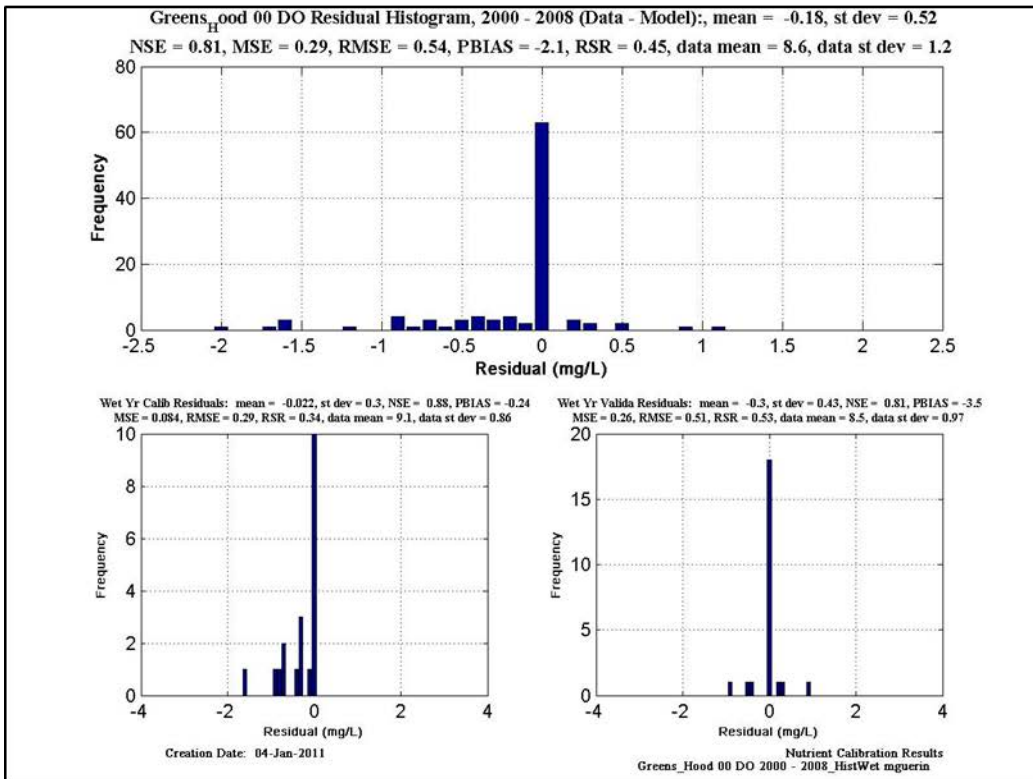 Greens_Hood 00 DO Residual Histogram, 2000 - 2008 (Data - Model):, mean = -0.18, st dev = 0.52
NSE = 0.81, MSE = 0.29, RMSE = 0.54, PBIAS = -2.1, RSR = 0.45, data mean = 8.6, data st dev = 1.2
80
60
40
20
0
Frequency
-2.5 -2 -1.5 -1 -0.5 0 0.5 1 1.5 2 2.5
Residual (mg/L)
Wet Yr Calib Residuals: mean = -0.022, st dev = 0.3, NSE = 0.88, PBIAS = -0.24
MSE = 0.084, RMSE = 0.29, RSR = 0.34, data mean = 9.1, data st dev = 0.86
10
8
6
4
2
0
Frequency
-4 -2 0 2 4
Residual (mg/L)
Wet Yr Valida Residuals: mean = -0.3, st dev = 0.43, NSE = 0.81, PBIAS = -3.5
MSE = 0.26, RMSE = 0.51, RSR = 0.53, data mean = 8.5, data st dev = 0.97
20
15
10
5
0
Frequency
-4 -2 0 2 4
Residual (mg/L)
Creation Date: 04-Jan-2011
Nutrient Calibration Results
Greens_Hood 00 DO 2000 - 2008_HistWet mguerin